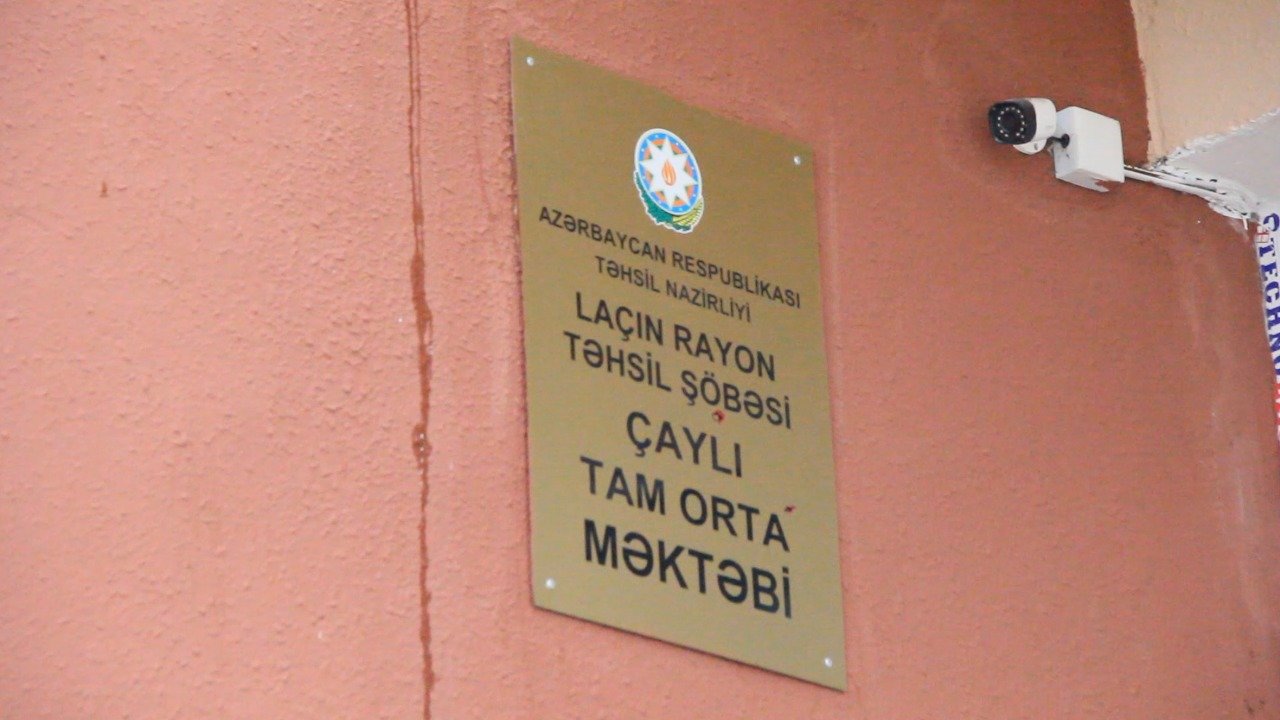 AZƏRBAYCAN RESPUBLİKASI
TƏHSİL NAZİRLİYİ
LAÇIN RAYON
TƏHSİL ŞÖBƏSİ
ÇAYLI
TAM ORTA
MƏKTƏBİ